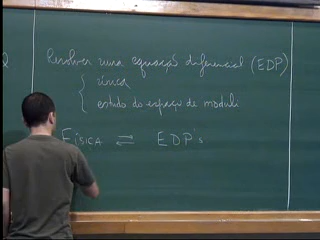 Resolver uma equação diferencial (EDP)
única
estudo do espaço de moduli
FÍSICA ⇄ EDP's